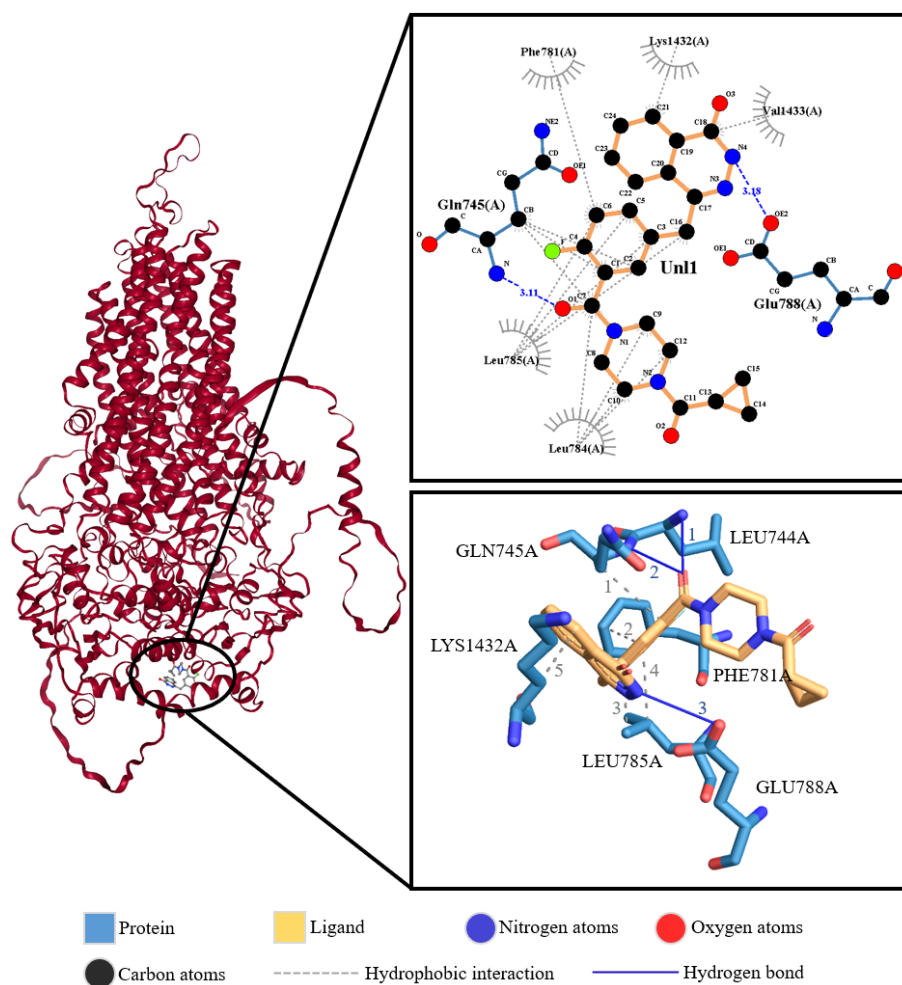 Phe781(A)
Lys1432(A)
Val1433(A)
O3
C21
C18
C24
C19
N4
NE2
CD
OE1
CG
C23
C20
N3
3.18
C22
C17
OE2
Gln745(A)
C
CB
C6
C5
C16
C3
OE1
CD
CB
O
CA
C4
C2
Unl1
CG
CA
C
N
C1
Glu788(A)
3.11
O1
C7
C9
N
N1
C12
Leu785(A)
C8
N2
C15
C10
C13
C11
C14
O2
Leu784(A)
GLN745A
1
LEU744A
2
1
LYS1432A
2
5
4
PHE781A
3
3
LEU785A
GLU788A
Protein
Ligand
Nitrogen atoms
Oxygen atoms
Carbon atoms
Hydrophobic interaction
Hydrogen bond